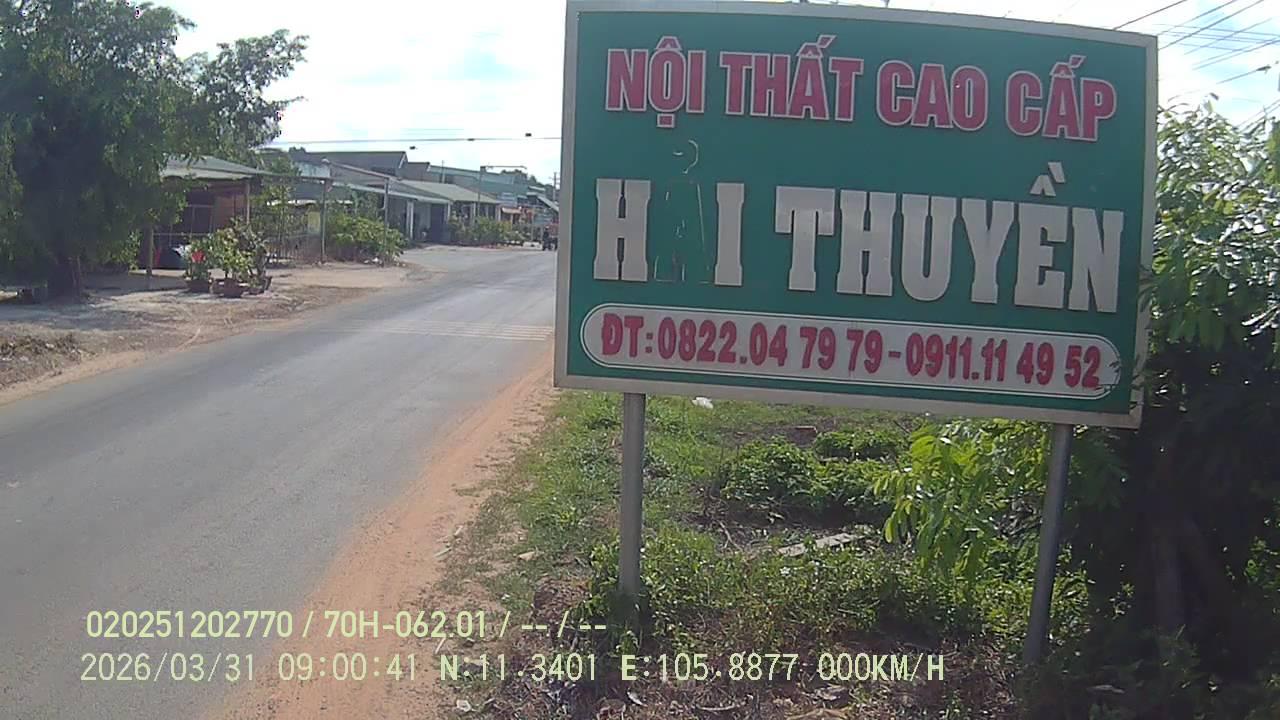 NỘI THẤT CAO CẤP
HẢI THUYỀN
ĐT:0822.04 79 79-0911.11 49 52
020251202770 / 70H-062.01 / -- / --
2026/03/31 09:00:41 N:11.3401 E:105.8877 000KM/H